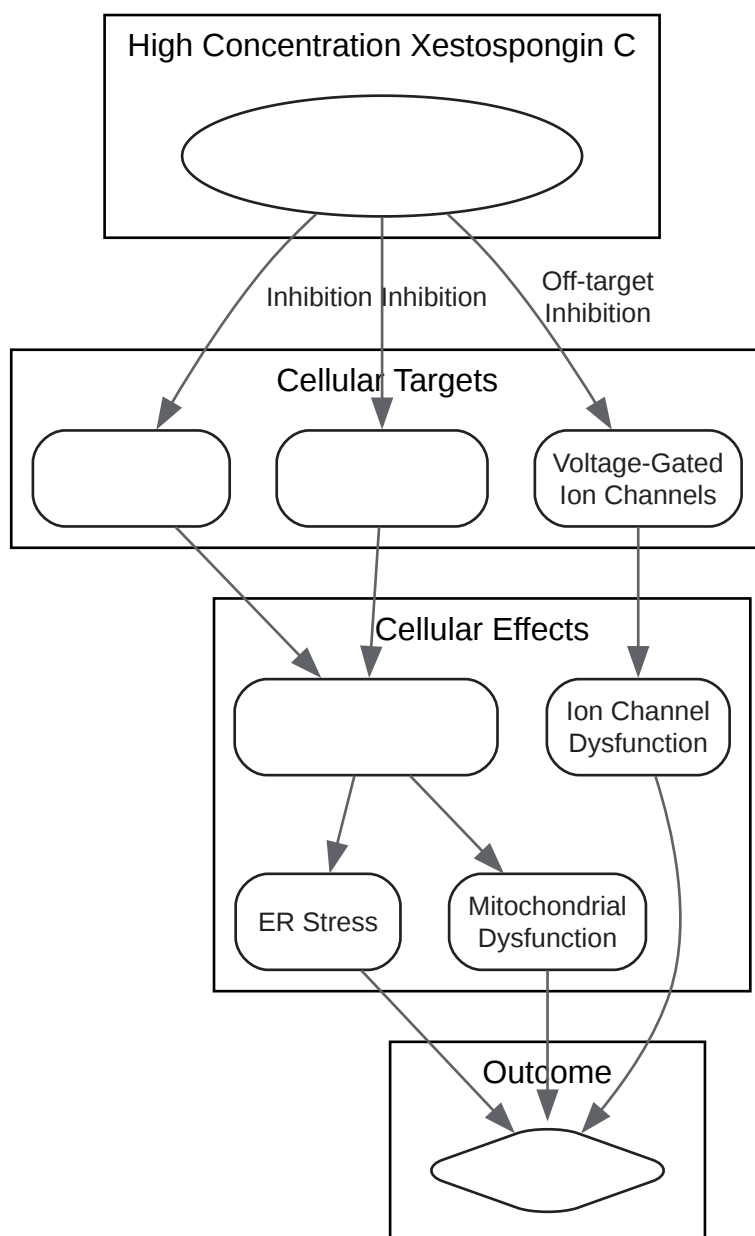 High Concentration Xestospongin C
Inhibition
Inhibition
Off-target
Inhibition
Cellular Targets
Voltage-Gated
Ion Channels
Cellular Effects
Ion Channel
Dysfunction
ER Stress
Mitochondrial
Dysfunction
Outcome